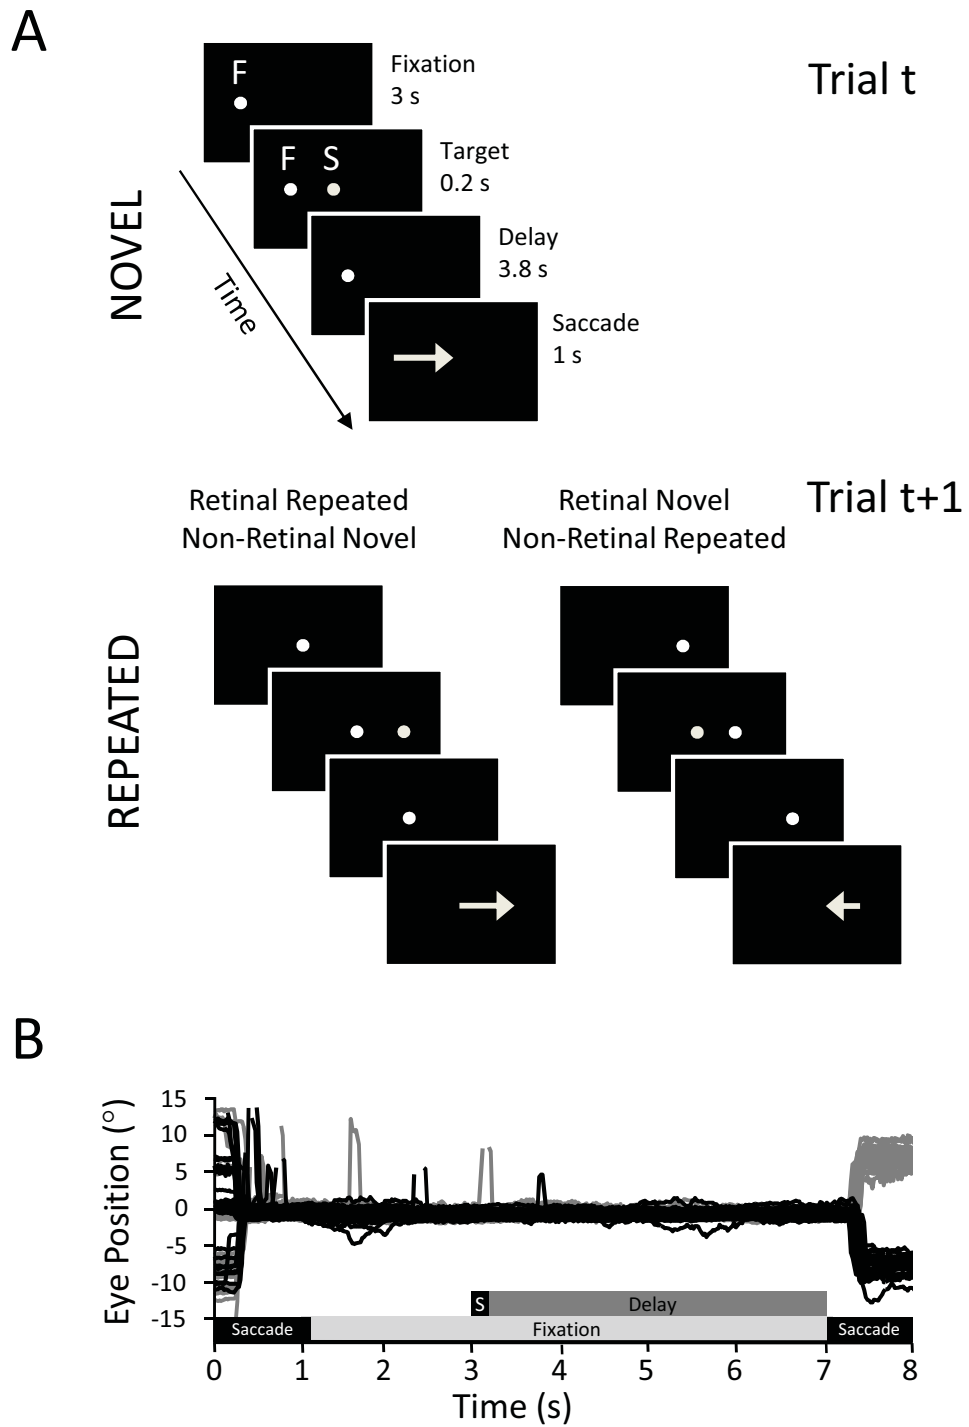 A
Trial t
F
Fixation
3 s
F S
Target
0.2 s
Delay
3.8 s
Saccade
1 s
NOVEL
Time
Trial t+1
Retinal Repeated
Non-Retinal Novel
Retinal Novel
Non-Retinal Repeated
REPEATED
B
Eye Position (°)
15
10
5
0
-5
-10
-15
S
Delay
Saccade
Fixation
Saccade
0 1 2 3 4 5 6 7 8
Time (s)